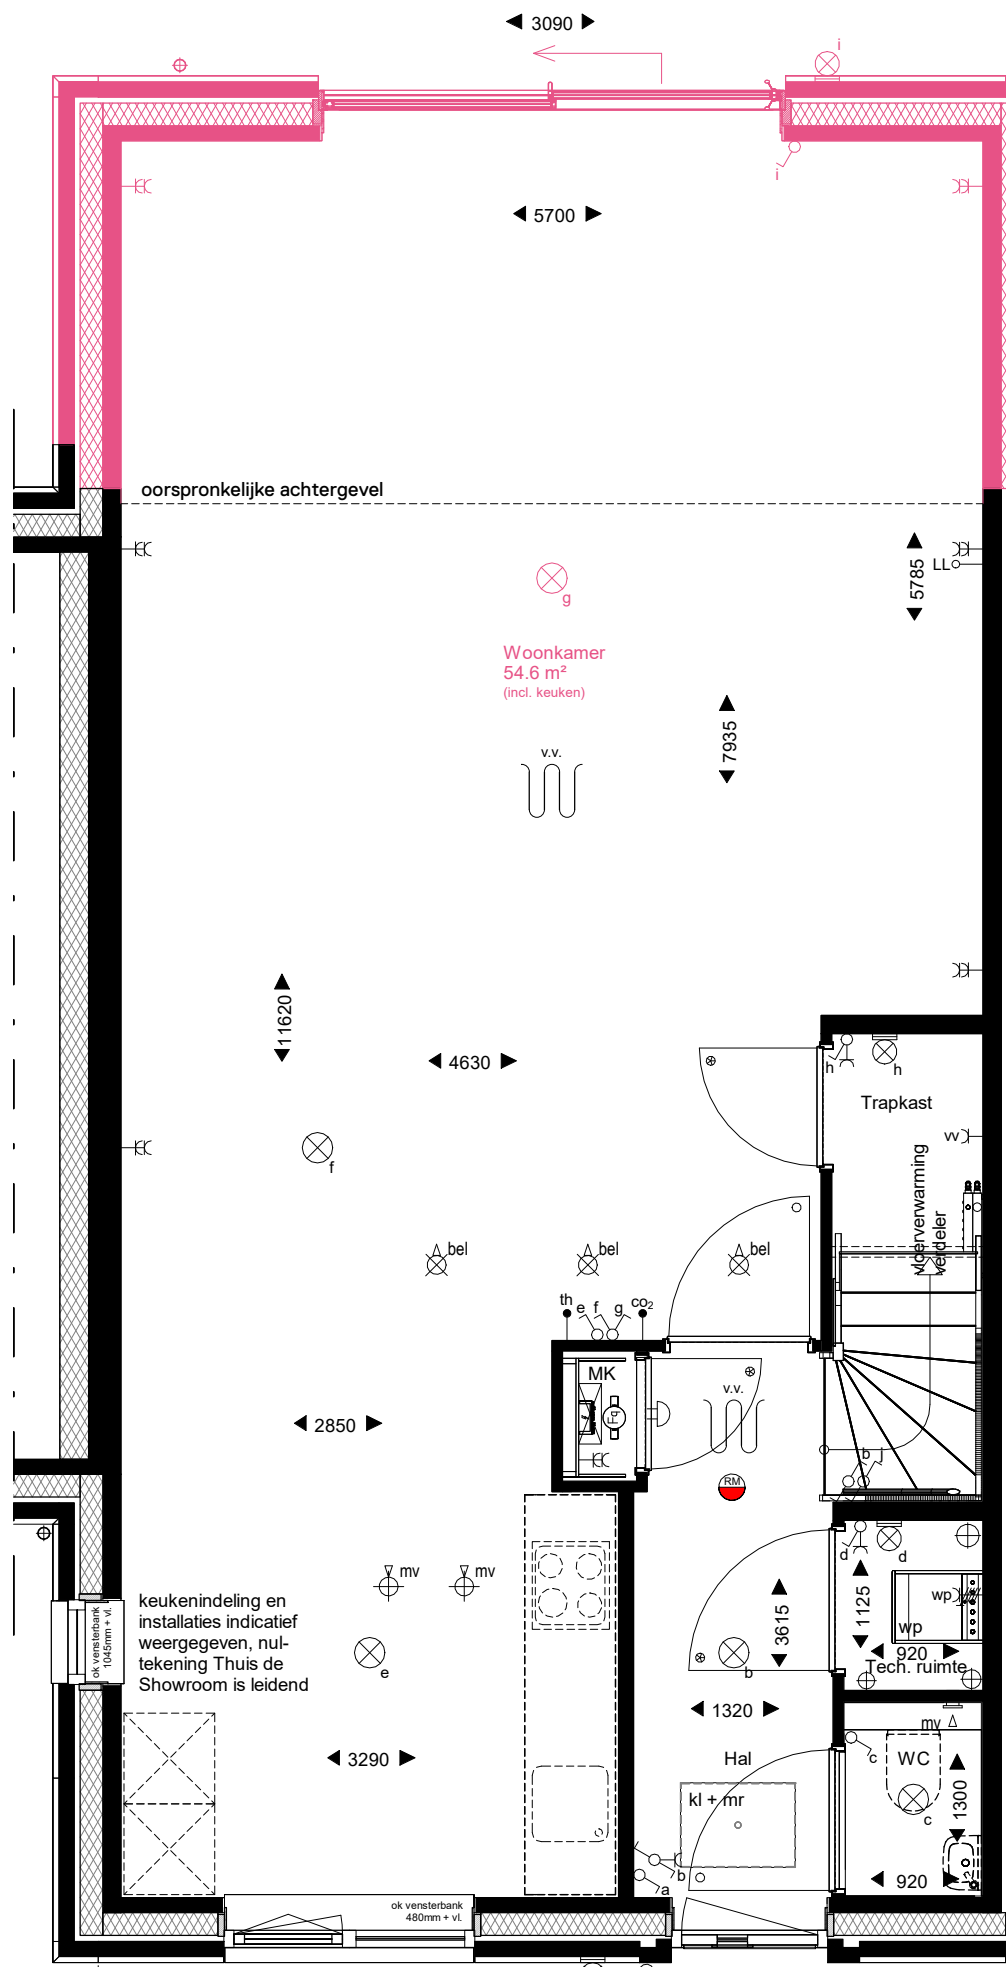 3090
i
i
5700
oorspronkelijke achtergevel
5785
LL
g
Woonkamer
54.6 m²
(incl. keuken)
7935
v.v.
11620
4630
h
h
Trapkast
vv
f
vloerverwarming
verdeler
bel
bel
bel
th
e
f
g
co₂
MK
v.v.
Fq
2850
b
RM
mv
mv
d
d
1125
wp
wp
920
Tech. ruimte
keukenindeling en
installaties indicatief
weergegeven, nul-
tekening Thuis de
Showroom is leidend
ok vensterbank
1045mm + vl.
e
b
3615
1320
mv
c
WC
c
1300
3290
Hal
kl + mr
b
a
920
ok vensterbank
480mm + vl.